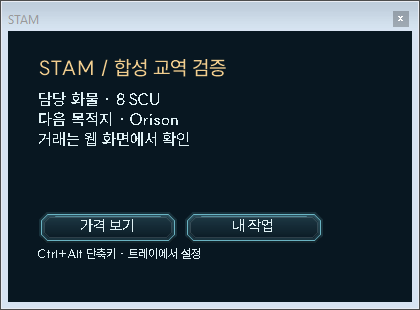 STAM
x
STAM / 합성 교역 검증
담당 화물 · 8 SCU
다음 목적지 · Orison
거래는 웹 화면에서 확인
가격 보기
내 작업
Ctrl+Alt 단축키 · 트레이에서 설정